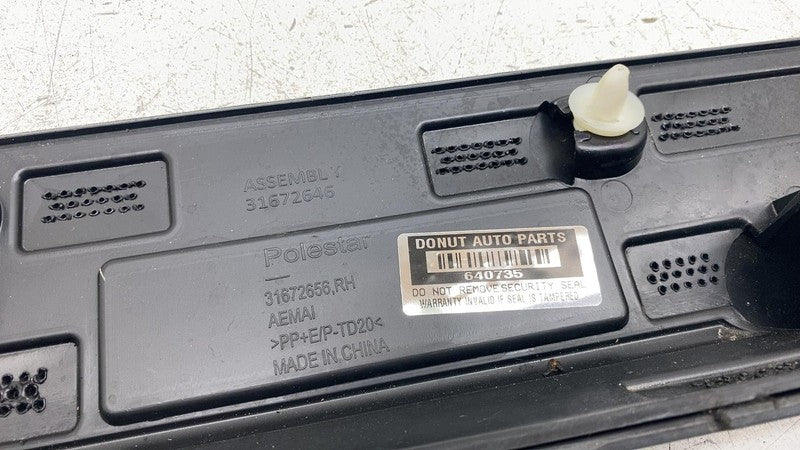 ASSEMBLY
31672646
Polestar
31672656,RH
AEMAI
>PP+E/P-TD20<
MADE IN CHINA
DONUT AUTO PARTS
640735
DO NOT REMOVE SECURITY SEAL
WARRANTY INVALID IF SEAL IS TAMPERED